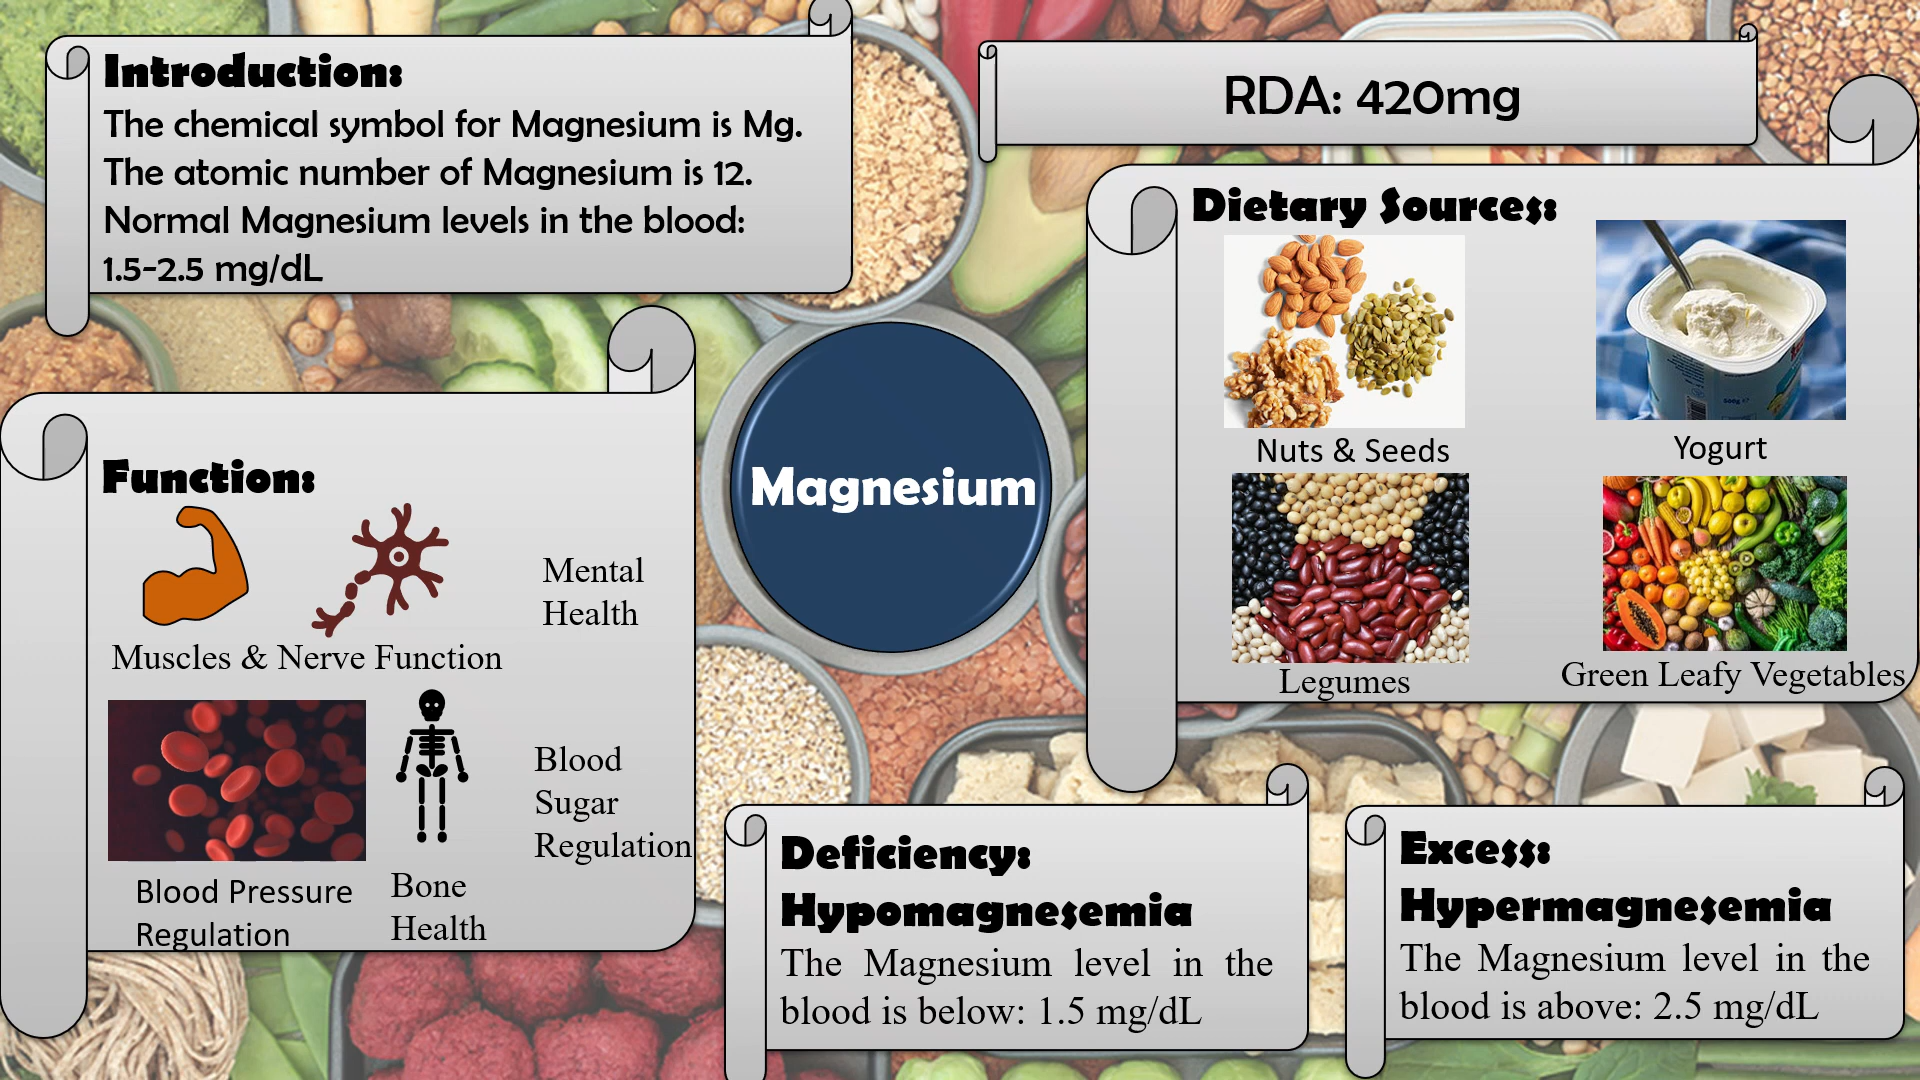 Introduction:
The chemical symbol for Magnesium is Mg.
The atomic number of Magnesium is 12.
Normal Magnesium levels in the blood:
1.5-2.5 mg/dL
RDA: 420mg
Dietary Sources:
Nuts & Seeds
Yogurt
Legumes
Green Leafy Vegetables
Magnesium
Function:
Muscles & Nerve Function
Mental
Health
Blood Pressure
Regulation
Bone
Health
Blood
Sugar
Regulation
Deficiency:
Hypomagnesemia
The Magnesium level in the
blood is below: 1.5 mg/dL
Excess:
Hypermagnesemia
The Magnesium level in the
blood is above: 2.5 mg/dL